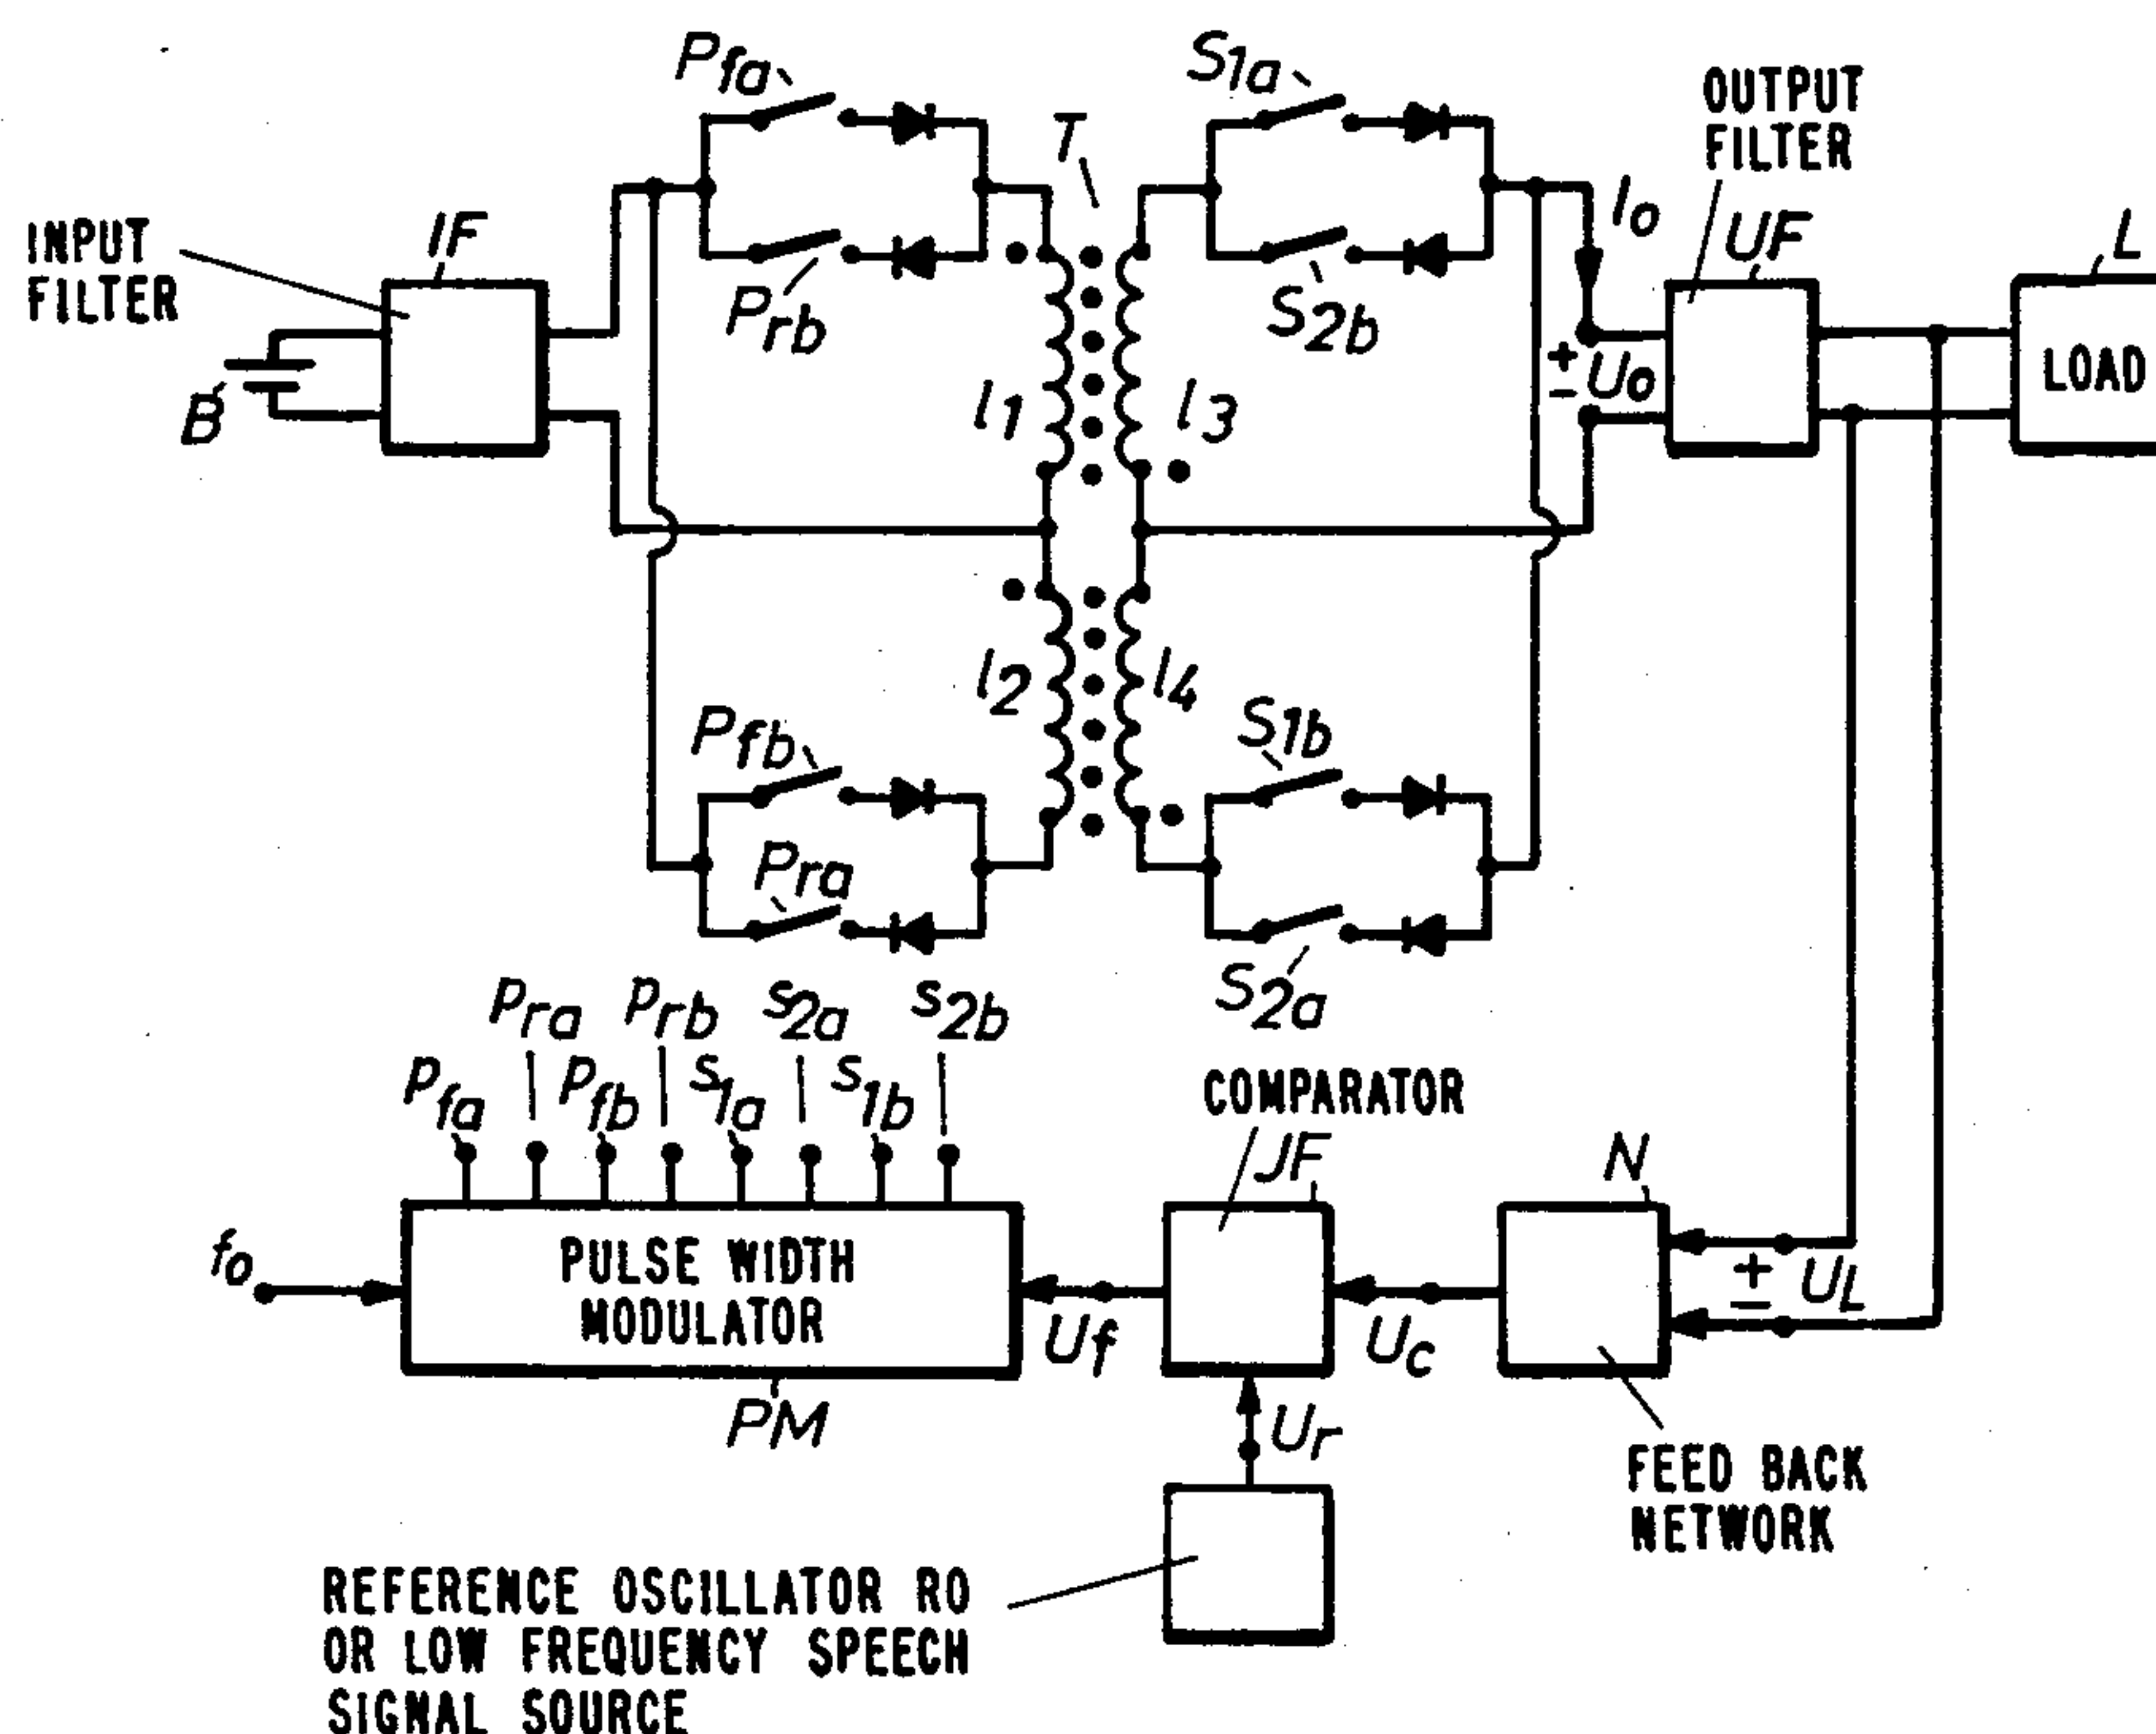 Pfa
S1a
OUTPUT
FILTER
T
INPUT
FILTER
IF
Io
UF
L
Prb
S2b
LOAD
B
± Uo
l1
l3
l2
l4
Pfb
S1b
Pra
S2a
pra
prb
s2a
s2b
pfa
pfb
s1a
s1b
COMPARATOR
JF
N
fo
PULSE WIDTH
MODULATOR
± UL
Uf
Uc
PM
Ur
FEED BACK
NETWORK
REFERENCE OSCILLATOR RO
OR LOW FREQUENCY SPEECH
SIGNAL SOURCE